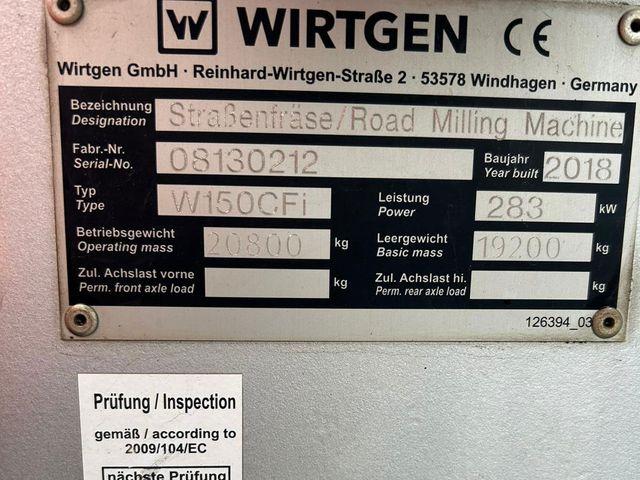 W WIRTGEN CE
Wirtgen GmbH · Reinhard-Wirtgen-Straße 2 · 53578 Windhagen · Germany
Bezeichnung
Designation
Straßenfräse/Road Milling Machine
Fabr.-Nr.
Serial-No.
08130212
Baujahr
Year built
2018
Typ
Type
W150CFi
Leistung
Power
283 kW
Betriebsgewicht
Operating mass
20800 kg
Leergewicht
Basic mass
19200 kg
Zul. Achslast vorne
Perm. front axle load
kg
Zul. Achslast hi.
Perm. rear axle load
kg
126394_03
Prüfung / Inspection
gemäß / according to
2009/104/EC
nächste Prüfung